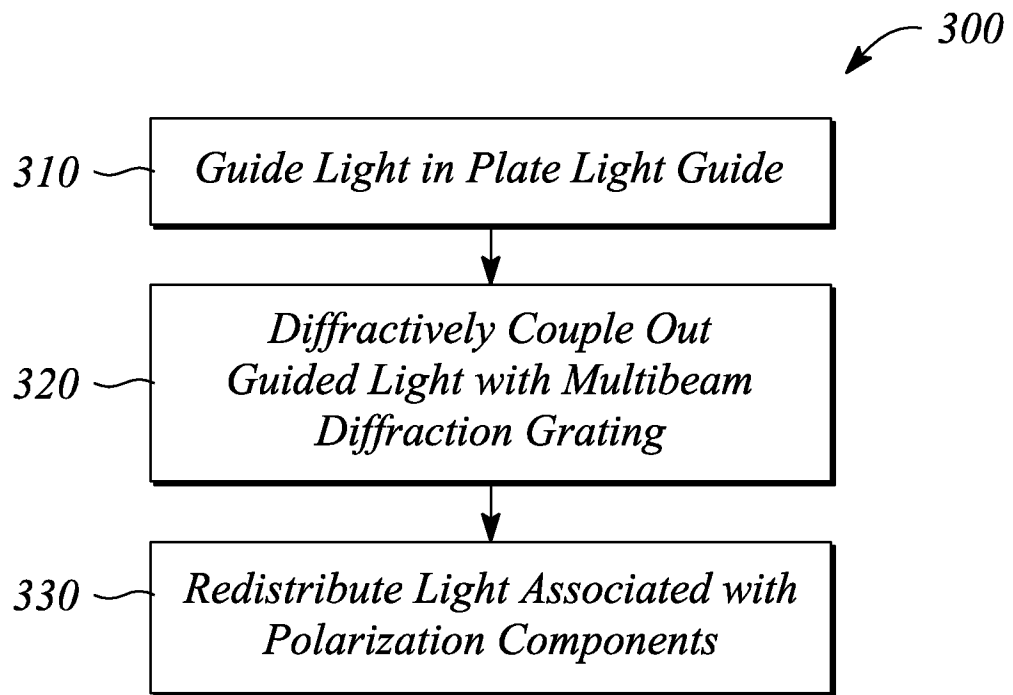 300
310
Guide Light in Plate Light Guide
320
Diffractively Couple Out
Guided Light with Multibeam
Diffraction Grating
330
Redistribute Light Associated with
Polarization Components